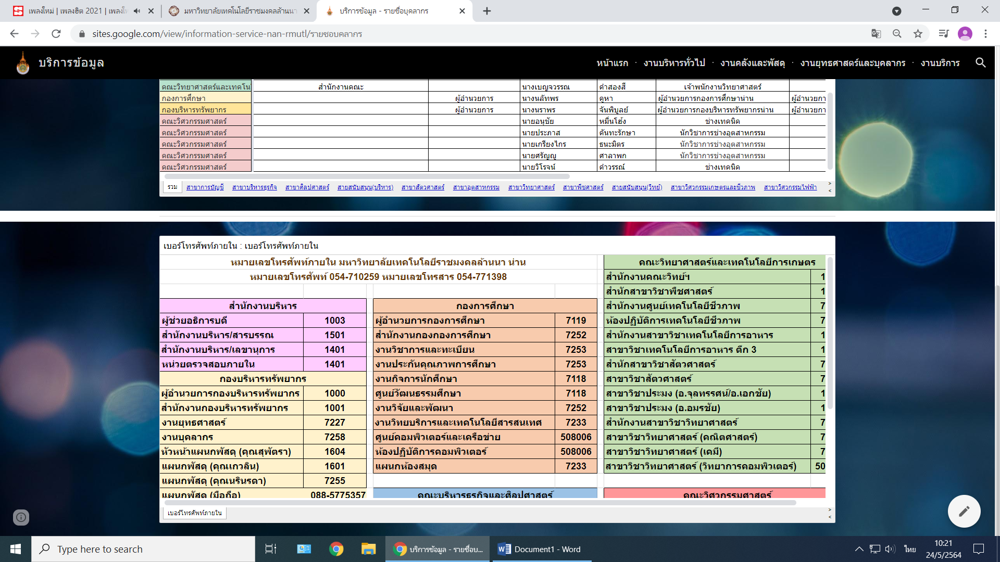 เพลงใหม่ | เพลงฮิต 2021 | เพลงให
มหาวิทยาลัยเทคโนโลยีราชมงคลล้านนา
บริการข้อมูล - รายชื่อบุคลากร
sites.google.com/view/information-service-nan-rmutl/รายชอบคลากร
บริการข้อมูล
หน้าแรก · งานบริหารทั่วไป · งานคลังและพัสดุ · งานยุทธศาสตร์และบุคลากร · งานบริการ
คณะวิทยาศาสตร์และเทคโนโ สำนักงานคณะ นางเบญจวรรณ คำสองสี เจ้าพนักงานวิทยาศาสตร์
กองการศึกษา ผู้อำนวยการ นางนลัทพร คูหา ผู้อำนวยการกองการศึกษาน่าน ผู้อำนวยกา
กองบริหารทรัพยากร ผู้อำนวยการ นางนราพร จันพิบูลย์ ผู้อำนวยการกองบริหารทรัพยากรน่าน ผู้อำนวยกา
คณะวิศวกรรมศาสตร์ นายอนุชัย หมื่นโฮ้ง ช่างเทคนิค
คณะวิศวกรรมศาสตร์ นายประภาส คันทะรักษา นักวิชาการช่างอุตสาหกรรม
คณะวิศวกรรมศาสตร์ นายเกรียงไกร ธนะมิตร นักวิชาการช่างอุตสาหกรรม
คณะวิศวกรรมศาสตร์ นายศรัญญู ศาลาพก นักวิชาการช่างอุตสาหกรรม
คณะวิศวกรรมศาสตร์ นายวิโรจน์ คำวรรณ์ ช่างเทคนิค
รวม สาขาการบัญชี สาขาบริหารธุรกิจ สาขาศิลปศาสตร์ สายสนับสนุน(บริหาร) สาขาสัตวศาสตร์ สาขาอุตสาหกรรม สาขาวิทยาศาสตร์ สาขาพืชศาสตร์ สายสนับสนุน(วิทย์) สาขาวิศวกรรมเกษตรและชีวภาพ สาขาวิศวกรรมไฟฟ้า
เบอร์โทรศัพท์ภายใน : เบอร์โทรศัพท์ภายใน
หมายเลขโทรศัพท์ภายใน มหาวิทยาลัยเทคโนโลยีราชมงคลล้านนา น่าน
หมายเลขโทรศัพท์ 054-710259 หมายเลขโทรสาร 054-771398
สำนักงานบริหาร
ผู้ช่วยอธิการบดี 1003
สำนักงานบริหาร/สารบรรณ 1501
สำนักงานบริหาร/เลขานุการ 1401
หน่วยตรวจสอบภายใน 1401
กองบริหารทรัพยากร
ผู้อำนวยการกองบริหารทรัพยากร 1000
สำนักงานกองบริหารทรัพยากร 1001
งานยุทธศาสตร์ 7227
งานบุคลากร 7258
หัวหน้าแผนกพัสดุ (คุณสุพัตรา) 1604
แผนกพัสดุ (คุณเกวลิน) 1601
แผนกพัสดุ (คุณนรินรดา) 7255
แผนกพัสดุ (มือถือ) 088-5775357
กองการศึกษา
ผู้อำนวยการกองการศึกษา 7119
สำนักงานกองกองการศึกษา 7252
งานวิชาการและทะเบียน 7253
งานประกันคุณภาพการศึกษา 7253
งานกิจการนักศึกษา 7118
ศูนย์วัฒนธรรมศึกษา 7118
งานวิจัยและพัฒนา 7252
งานวิทยบริการและเทคโนโลยีสารสนเทศ 7233
ศูนย์คอมพิวเตอร์และเครือข่าย 508006
ห้องปฏิบัติการคอมพิวเตอร์ 508006
แผนกห้องสมุด 7233
คณะบริหารธุรกิจและศิลปศาสตร์
คณะวิทยาศาสตร์และเทคโนโลยีการเกษตร
สำนักงานคณะวิทย์ฯ 1
สำนักสาขาวิชาพืชศาสตร์ 1
สำนักงานศูนย์เทคโนโลยีชีวภาพ 7
ห้องปฏิบัติการเทคโนโลยีชีวภาพ 7
สำนักงานสาขาวิชาเทคโนโลยีการอาหาร 1
สาขาวิชาเทคโนโลยีการอาหาร ตึก 3 1
สำนักสาขาวิชาสัตวศาสตร์ 7
สาขาวิชาสัตวศาสตร์ 7
สาขาวิชาประมง (อ.จุลทรรศน์/อ.เอกชัย) 1
สาขาวิชาประมง (อ.อมรชัย) 1
สำนักงานสาขาวิชาวิทยาศาสตร์ 7
สาขาวิชาวิทยาศาสตร์ (คณิตศาสตร์) 7
สาขาวิชาวิทยาศาสตร์ (เคมี) 7
สาขาวิชาวิทยาศาสตร์ (วิทยาการคอมพิวเตอร์) 50
คณะวิศวกรรมศาสตร์
เบอร์โทรศัพท์ภายใน
Type here to search
บริการข้อมูล - รายชื่อบ...
Document1 - Word
ไทย
10:21
24/5/2564